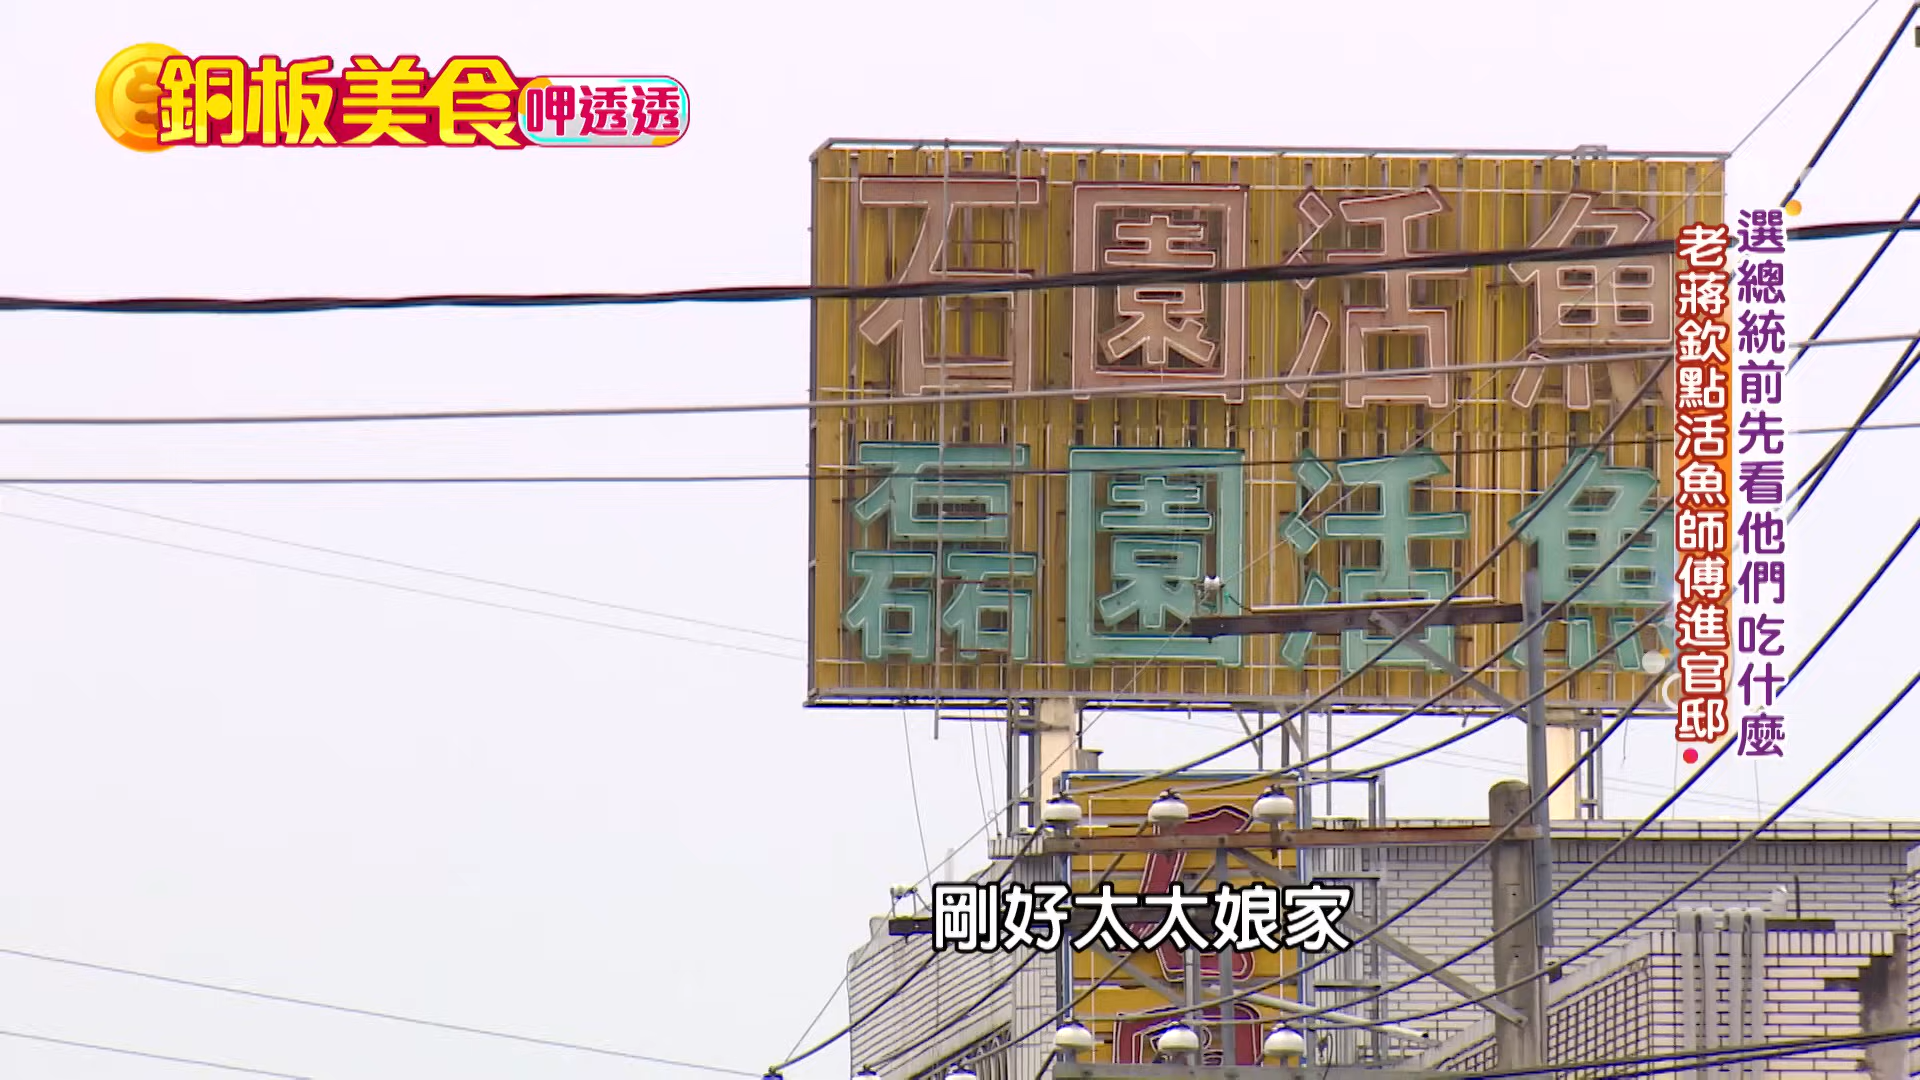 銅板美食呷透透
石園活魚
磊園活魚
選總統前先看他們吃什麼
老蔣欽點活魚師傅進官邸
剛好太太娘家